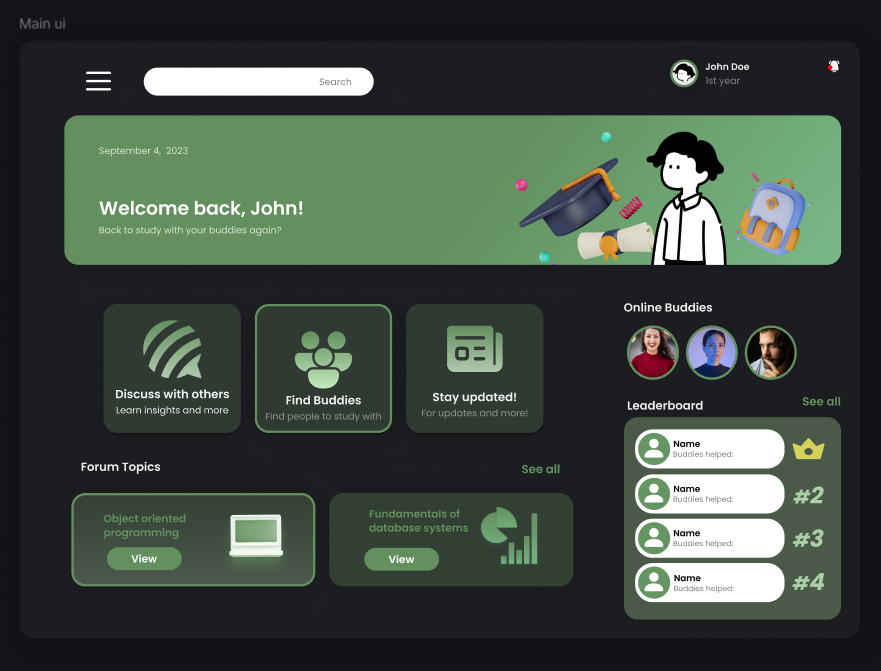 Main ui
Search
John Doe
1st year
September 4, 2023
Welcome back, John!
Back to study with your buddies again?
Discuss with others
Learn insights and more
Find Buddies
Find people to study with
Stay updated!
For updates and more!
Online Buddies
Leaderboard
See all
Name
Buddies helped:
Name
Buddies helped:
#2
Name
Buddies helped:
#3
Name
Buddies helped:
#4
Forum Topics
See all
Object oriented
programming
View
Fundamentals of
database systems
View